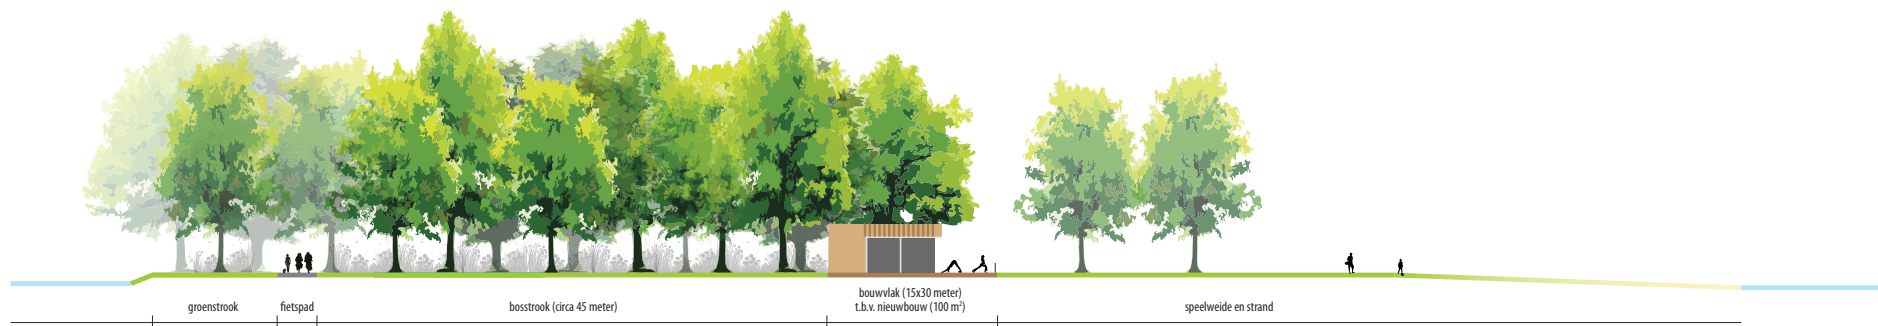 groenstrook
fietspad
bosstrook (circa 45 meter)
bouwvlak (15x30 meter)
t.b.v. nieuwbouw (100 m²)
speelweide en strand